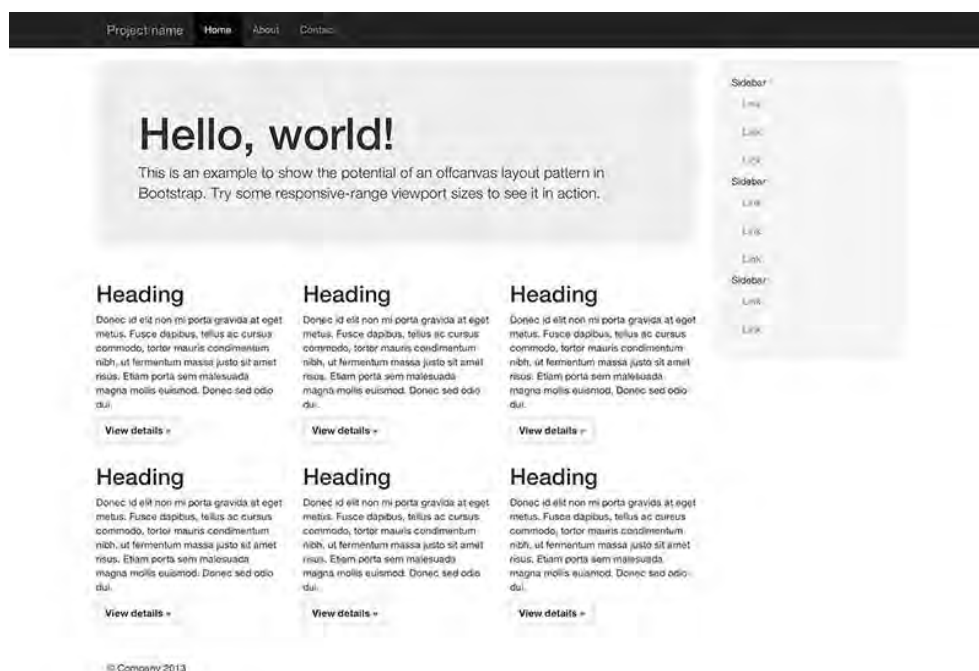 Project name Home About Contact
Hello, world!
This is an example to show the potential of an offcanvas layout pattern in
Bootstrap. Try some responsive-range viewport sizes to see it in action.
Sidebar
Link
Link
Link
Sidebar
Link
Link
Link
Sidebar
Link
Link
Heading
Donec id elit non mi porta gravida at eget
metus. Fusce dapibus, tellus ac cursus
commodo, tortor mauris condimentum
nibh, ut fermentum massa justo sit amet
risus. Etiam porta sem malesuada
magna mollis euismod. Donec sed odio
dui.
View details »
Heading
Donec id elit non mi porta gravida at eget
metus. Fusce dapibus, tellus ac cursus
commodo, tortor mauris condimentum
nibh, ut fermentum massa justo sit amet
risus. Etiam porta sem malesuada
magna mollis euismod. Donec sed odio
dui.
View details »
Heading
Donec id elit non mi porta gravida at eget
metus. Fusce dapibus, tellus ac cursus
commodo, tortor mauris condimentum
nibh, ut fermentum massa justo sit amet
risus. Etiam porta sem malesuada
magna mollis euismod. Donec sed odio
dui.
View details »
Heading
Donec id elit non mi porta gravida at eget
metus. Fusce dapibus, tellus ac cursus
commodo, tortor mauris condimentum
nibh, ut fermentum massa justo sit amet
risus. Etiam porta sem malesuada
magna mollis euismod. Donec sed odio
dui.
View details »
Heading
Donec id elit non mi porta gravida at eget
metus. Fusce dapibus, tellus ac cursus
commodo, tortor mauris condimentum
nibh, ut fermentum massa justo sit amet
risus. Etiam porta sem malesuada
magna mollis euismod. Donec sed odio
dui.
View details »
Heading
Donec id elit non mi porta gravida at eget
metus. Fusce dapibus, tellus ac cursus
commodo, tortor mauris condimentum
nibh, ut fermentum massa justo sit amet
risus. Etiam porta sem malesuada
magna mollis euismod. Donec sed odio
dui.
View details »
© Company 2013